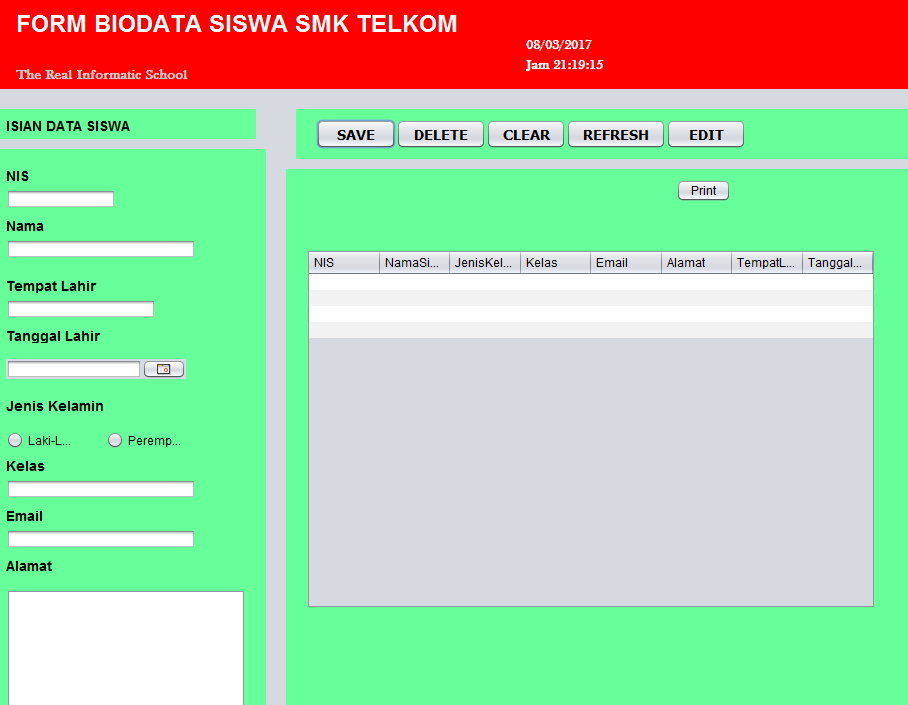 FORM BIODATA SISWA SMK TELKOM
08/03/2017
Jam 21:19:15
The Real Informatic School
ISIAN DATA SISWA
SAVE DELETE CLEAR REFRESH EDIT
NIS
Nama
Tempat Lahir
Tanggal Lahir
Jenis Kelamin
Laki-L... Peremp...
Kelas
Email
Alamat
Print
NIS NamaSi... JenisKel... Kelas Email Alamat TempatL... Tanggal...